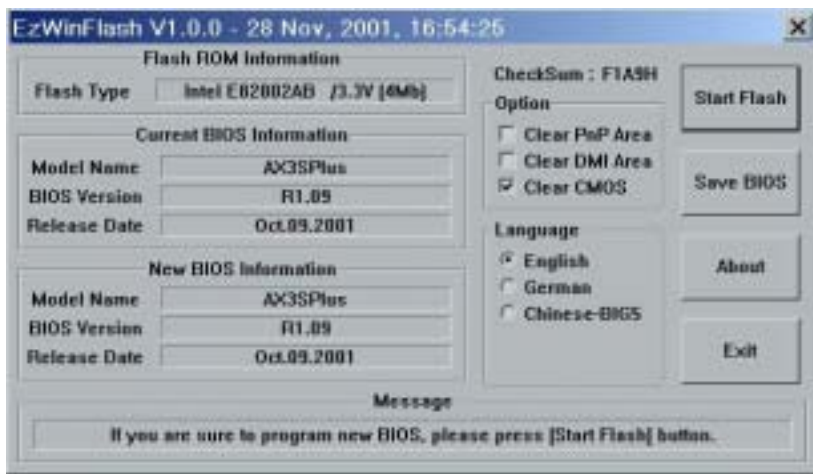 EzWinFlash V1.0.0 - 28 Nov, 2001, 16:54:25
Flash ROM Information
Flash Type Intel E82802AB /3.3V [4Mb]
Current BIOS Information
Model Name AX3SPlus
BIOS Version R1.09
Release Date Oct.09.2001
New BIOS Information
Model Name AX3SPlus
BIOS Version R1.09
Release Date Oct.09.2001
CheckSum : F1A9H
Option
Clear PnP Area
Clear DMI Area
Clear CMOS
Language
English
German
Chinese-BIG5
Start Flash
Save BIOS
About
Exit
Message
If you are sure to program new BIOS, please press [Start Flash] button.